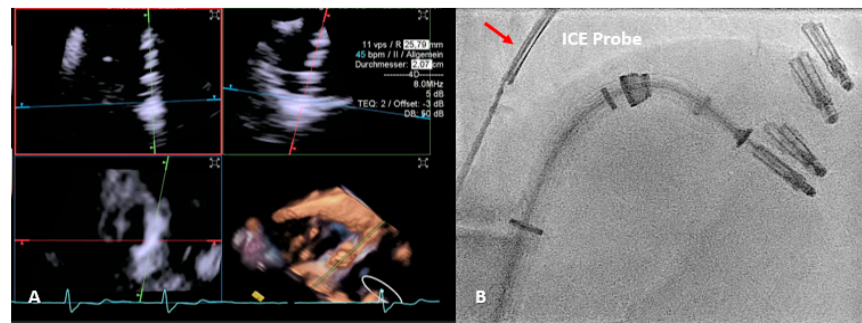 11 vps / R 25.79 mm
45 bpm / II / Allgemein
Durchmesser: 2.07 cm
4D
8.0MHz
5 dB
TEQ: 2 / Offset: -3 dB
DB: 50 dB
A
ICE Probe
B